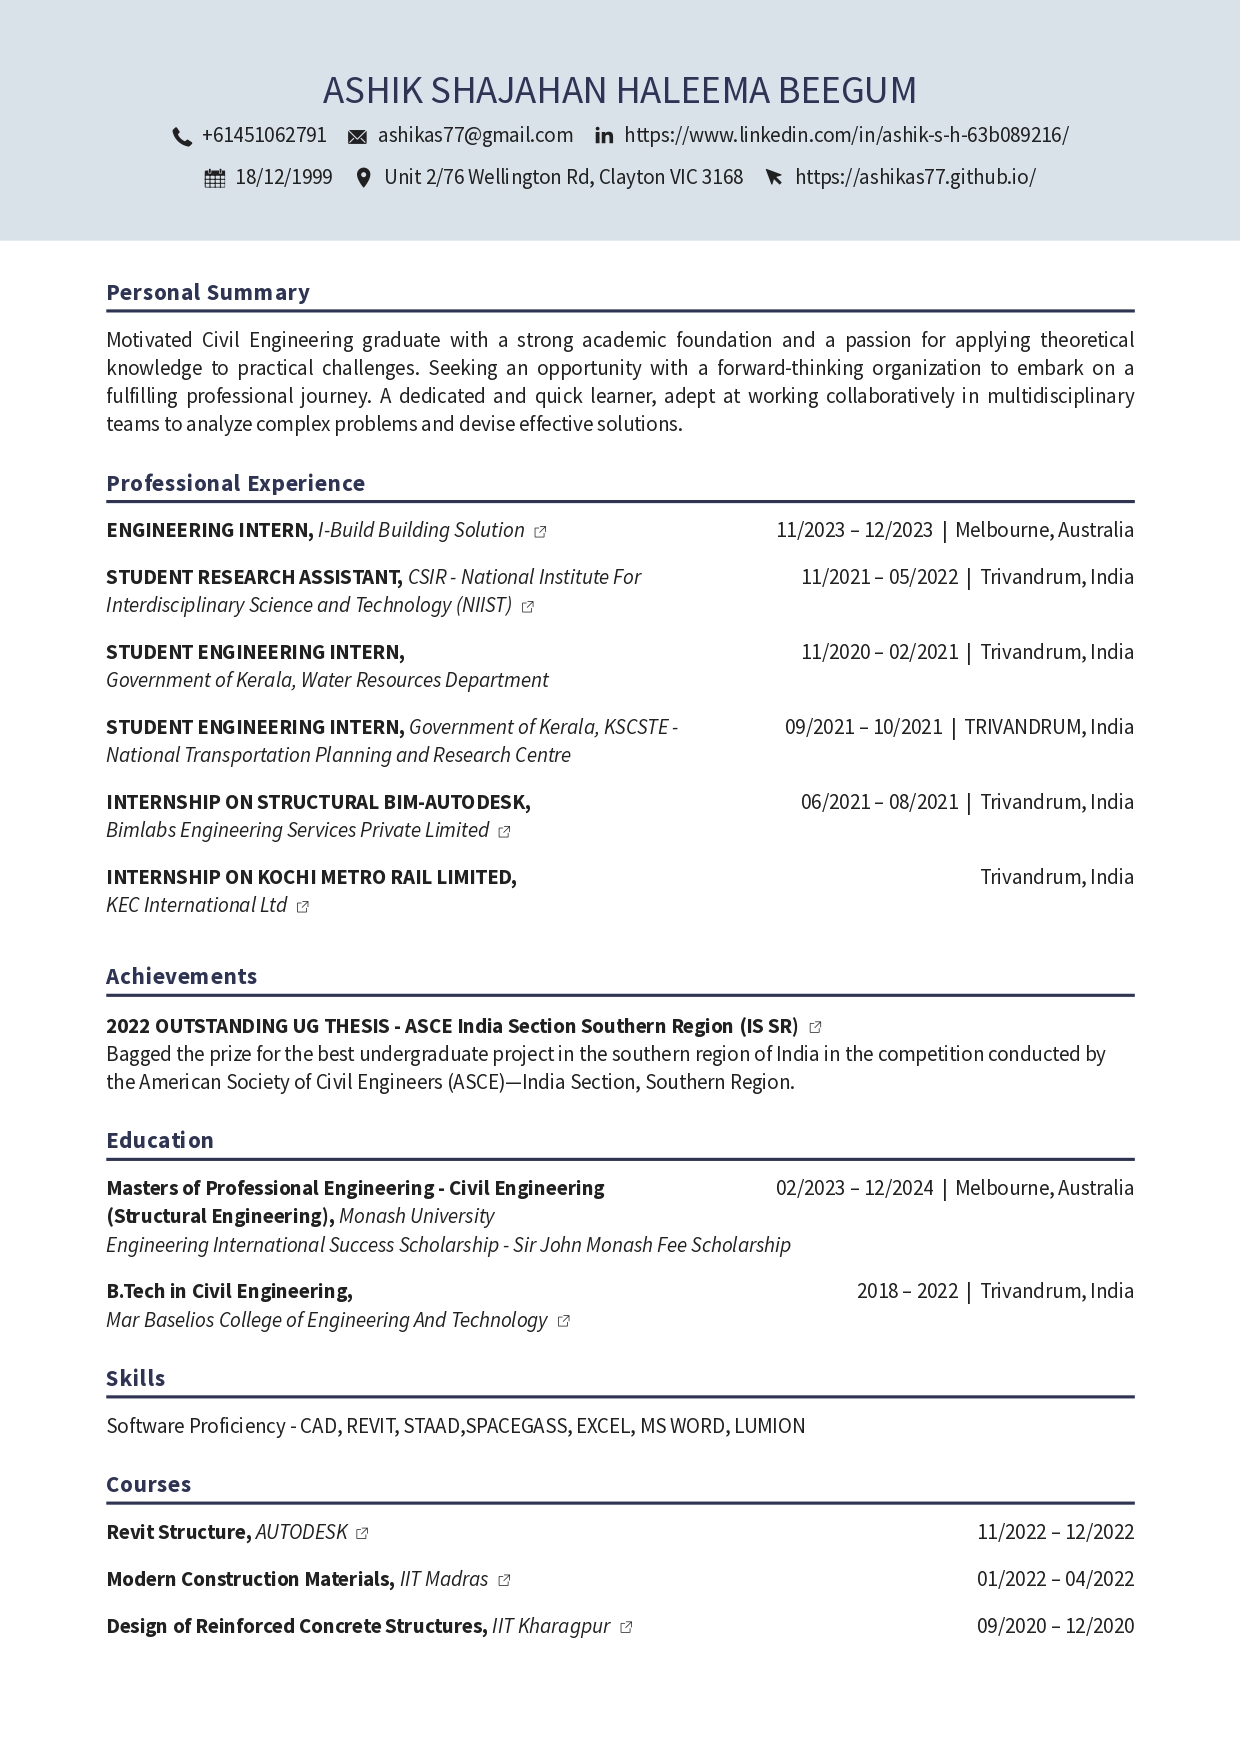 ASHIK SHAJAHAN HALEEMA BEEGUM
+61451062791 ashikas77@gmail.com https://www.linkedin.com/in/ashik-s-h-63b089216/
18/12/1999 Unit 2/76 Wellington Rd, Clayton VIC 3168 https://ashikas77.github.io/
Personal Summary
Motivated Civil Engineering graduate with a strong academic foundation and a passion for applying theoretical
knowledge to practical challenges. Seeking an opportunity with a forward-thinking organization to embark on a
fulfilling professional journey. A dedicated and quick learner, adept at working collaboratively in multidisciplinary
teams to analyze complex problems and devise effective solutions.
Professional Experience
ENGINEERING INTERN, I-Build Building Solution 11/2023 – 12/2023 | Melbourne, Australia
STUDENT RESEARCH ASSISTANT, CSIR - National Institute For 11/2021 – 05/2022 | Trivandrum, India
Interdisciplinary Science and Technology (NIIST)
STUDENT ENGINEERING INTERN, 11/2020 – 02/2021 | Trivandrum, India
Government of Kerala, Water Resources Department
STUDENT ENGINEERING INTERN, Government of Kerala, KSCSTE - 09/2021 – 10/2021 | TRIVANDRUM, India
National Transportation Planning and Research Centre
INTERNSHIP ON STRUCTURAL BIM-AUTODESK, 06/2021 – 08/2021 | Trivandrum, India
Bimlabs Engineering Services Private Limited
INTERNSHIP ON KOCHI METRO RAIL LIMITED, Trivandrum, India
KEC International Ltd
Achievements
2022 OUTSTANDING UG THESIS - ASCE India Section Southern Region (IS SR)
Bagged the prize for the best undergraduate project in the southern region of India in the competition conducted by
the American Society of Civil Engineers (ASCE)—India Section, Southern Region.
Education
Masters of Professional Engineering - Civil Engineering 02/2023 – 12/2024 | Melbourne, Australia
(Structural Engineering), Monash University
Engineering International Success Scholarship - Sir John Monash Fee Scholarship
B.Tech in Civil Engineering, 2018 – 2022 | Trivandrum, India
Mar Baselios College of Engineering And Technology
Skills
Software Proficiency - CAD, REVIT, STAAD,SPACEGASS, EXCEL, MS WORD, LUMION
Courses
Revit Structure, AUTODESK 11/2022 – 12/2022
Modern Construction Materials, IIT Madras 01/2022 – 04/2022
Design of Reinforced Concrete Structures, IIT Kharagpur 09/2020 – 12/2020